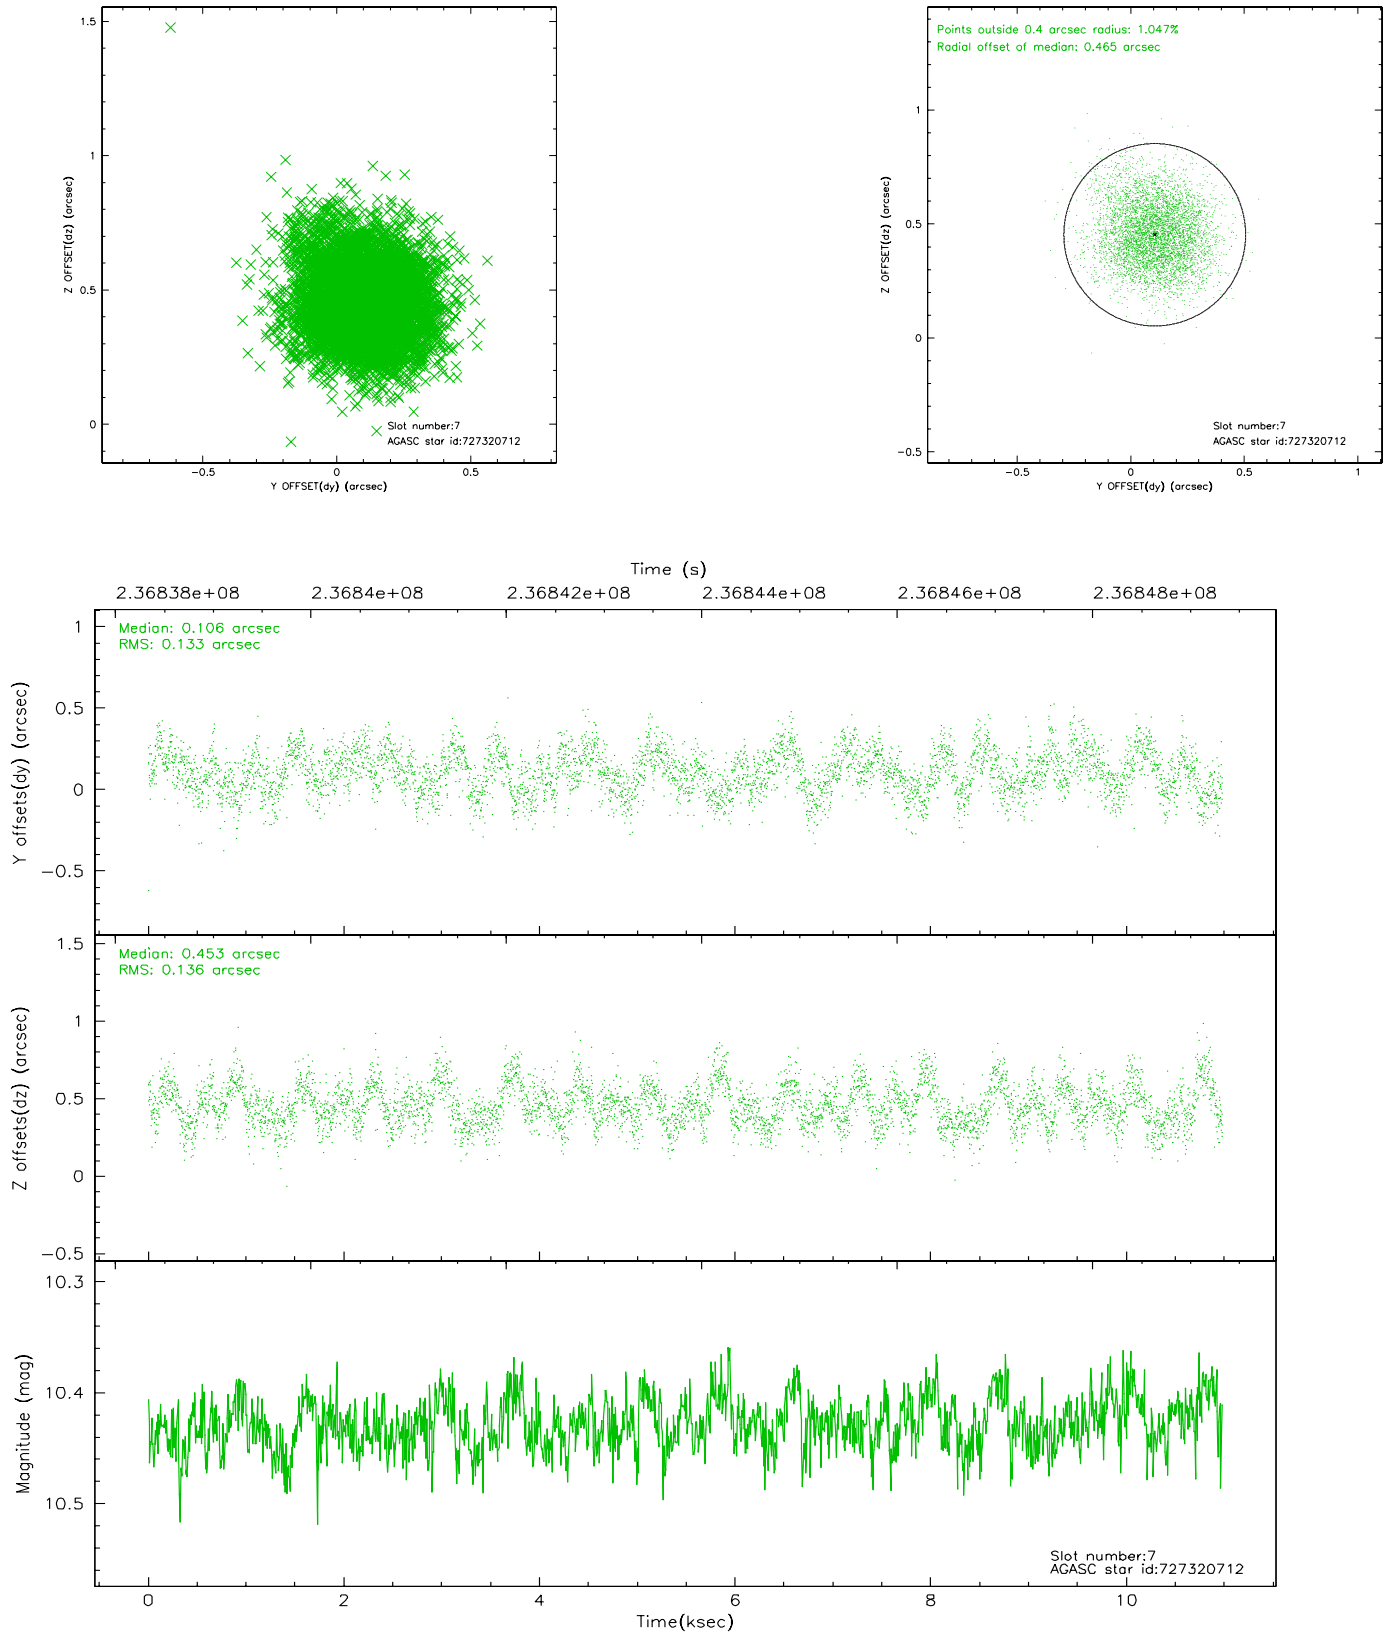 1.5
1
0.5
0
Z OFFSET(dz) (arcsec)
Slot number:7
AGASC star id:727320712
−0.5
0
0.5
Y OFFSET(dy) (arcsec)
Points outside 0.4 arcsec radius: 1.047%
Radial offset of median: 0.465 arcsec
1
0.5
0
−0.5
Z OFFSET(dz) (arcsec)
Slot number:7
AGASC star id:727320712
−0.5
0
0.5
1
Y OFFSET(dy) (arcsec)
Time (s)
2.36838e+08
2.3684e+08
2.36842e+08
2.36844e+08
2.36846e+08
2.36848e+08
Median: 0.106 arcsec
RMS: 0.133 arcsec
1
0.5
0
−0.5
Y offsets(dy) (arcsec)
Median: 0.453 arcsec
RMS: 0.136 arcsec
1.5
1
0.5
0
−0.5
Z offsets(dz) (arcsec)
10.3
10.4
10.5
Magnitude (mag)
Slot number:7
AGASC star id:727320712
0
2
4
6
8
10
Time(ksec)